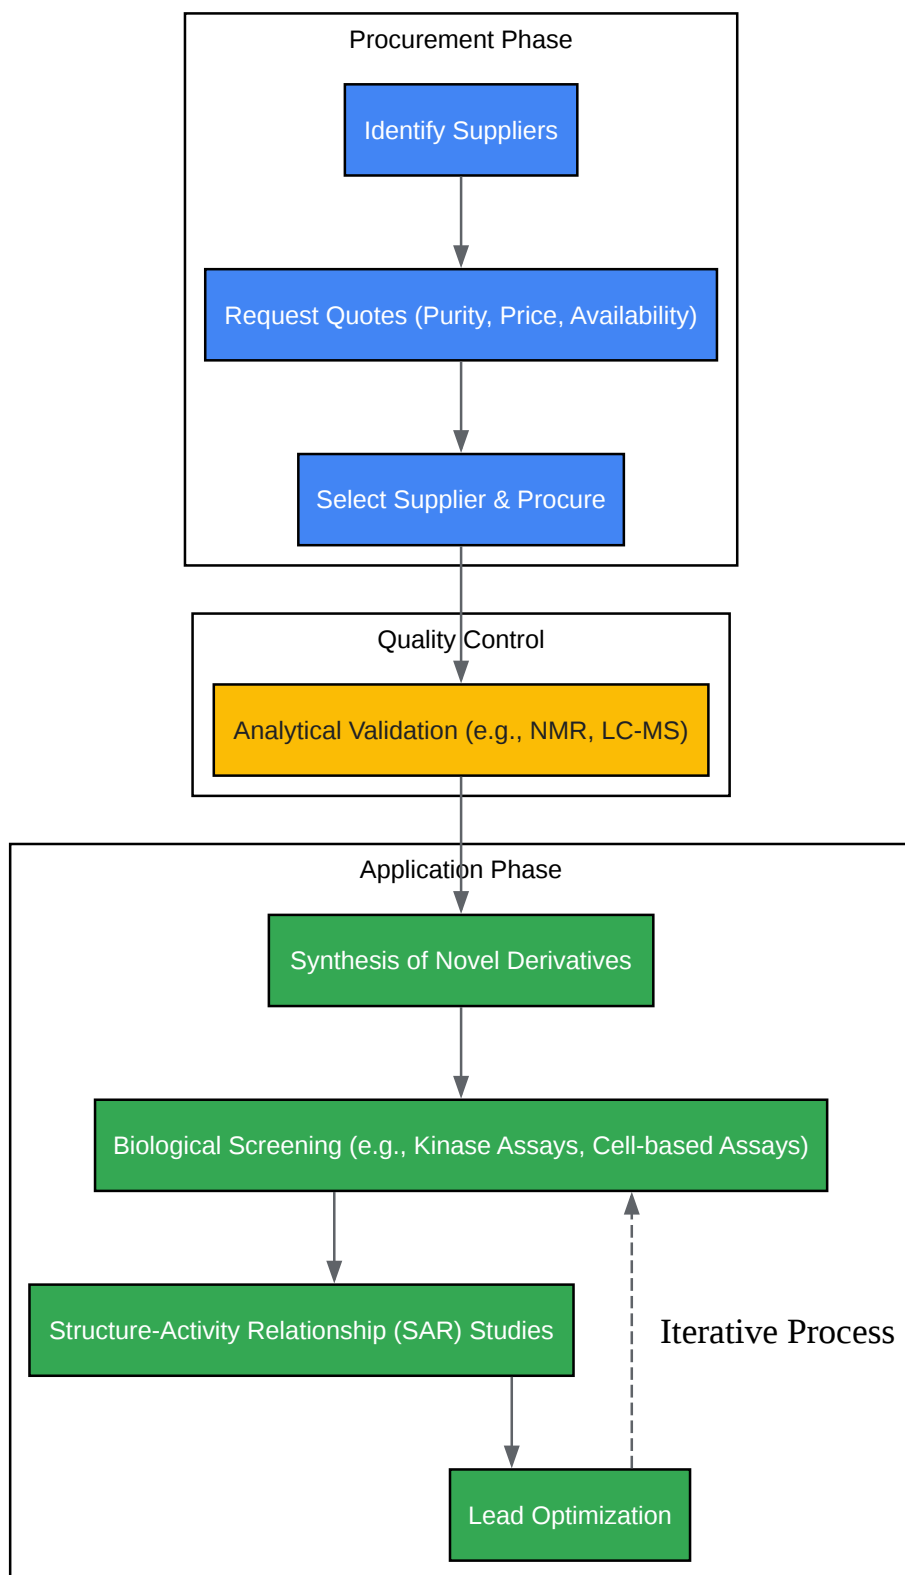 Procurement Phase
Identify Suppliers
Request Quotes (Purity, Price, Availability)
Select Supplier & Procure
Quality Control
Analytical Validation (e.g., NMR, LC-MS)
Application Phase
Synthesis of Novel Derivatives
Biological Screening (e.g., Kinase Assays, Cell-based Assays)
Structure-Activity Relationship (SAR) Studies
Iterative Process
Lead Optimization